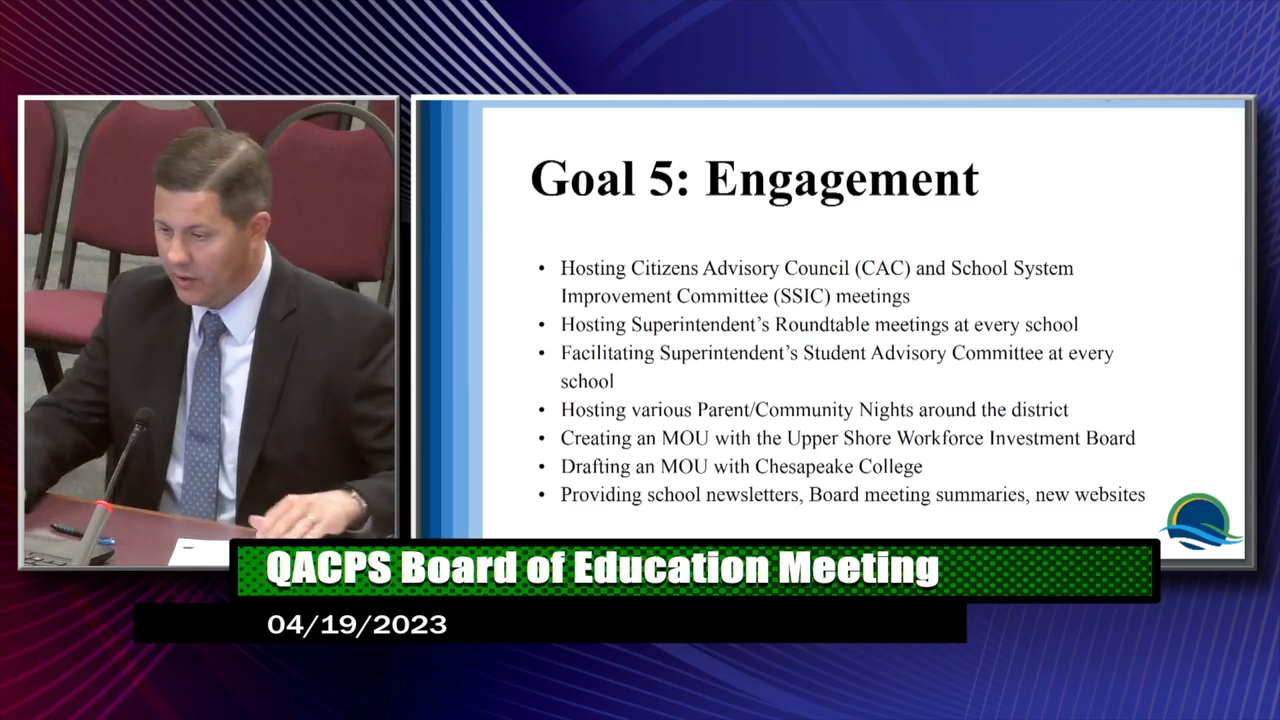 Goal 5: Engagement
• Hosting Citizens Advisory Council (CAC) and School System
Improvement Committee (SSIC) meetings
• Hosting Superintendent’s Roundtable meetings at every school
• Facilitating Superintendent’s Student Advisory Committee at every
school
• Hosting various Parent/Community Nights around the district
• Creating an MOU with the Upper Shore Workforce Investment Board
• Drafting an MOU with Chesapeake College
• Providing school newsletters, Board meeting summaries, new websites
QACPS Board of Education Meeting
04/19/2023